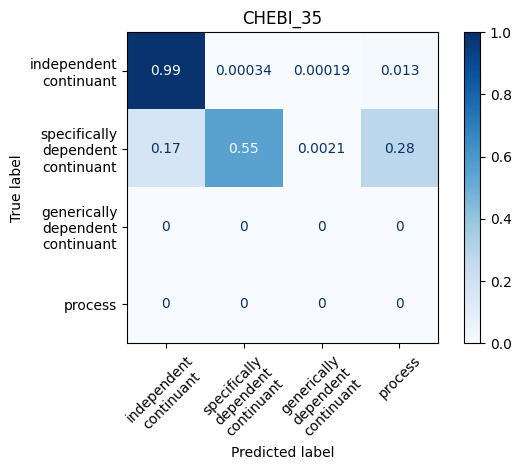 CHEBI_35
independent
continuant
0.99 0.00034 0.00019 0.013
specifically
dependent
continuant
0.17 0.55 0.0021 0.28
generically
dependent
continuant
0 0 0 0
process
0 0 0 0
True label
independent
continuant
specifically
dependent
continuant
generically
dependent
continuant
process
Predicted label
1.0
0.8
0.6
0.4
0.2
0.0